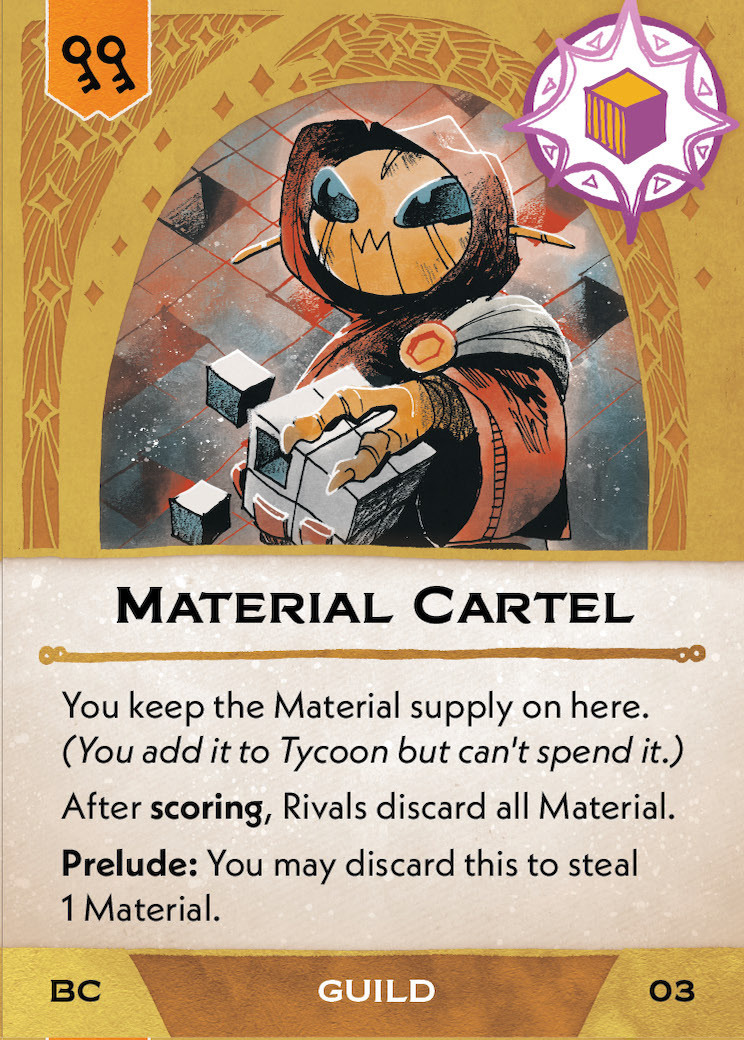 Material Cartel
You keep the Material supply on here.
(You add it to Tycoon but can't spend it.)
After scoring, Rivals discard all Material.
Prelude: You may discard this to steal
1 Material.
BC GUILD 03